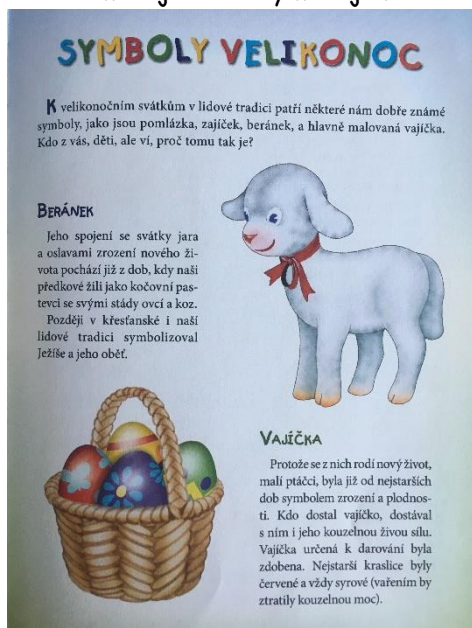 SYMBOLY VELIKONOC
K velikonočním svátkům v lidové tradici patří některé nám dobře známé
symboly, jako jsou pomlázka, zajíček, beránek, a hlavně malovaná vajíčka.
Kdo z vás, děti, ale ví, proč tomu tak je?
BERÁNEK
Jeho spojení se svátky jara
a oslavami zrození nového ži-
vota pochází již z dob, kdy naši
předkové žili jako kočovní pas-
tevci se svými stády ovcí a koz.
Později v křesťanské i naší
lidové tradici symbolizoval
Ježíše a jeho oběť.
VAJÍČKA
Protože se z nich rodí nový život,
malí ptáčci, byla již od nejstarších
dob symbolem zrození a plodnos-
ti. Kdo dostal vajíčko, dostával
s ním i jeho kouzelnou živou sílu.
Vajíčka určená k darování byla
zdobena. Nejstarší kraslice byly
červené a vždy syrové (vařením by
ztratily kouzelnou moc).